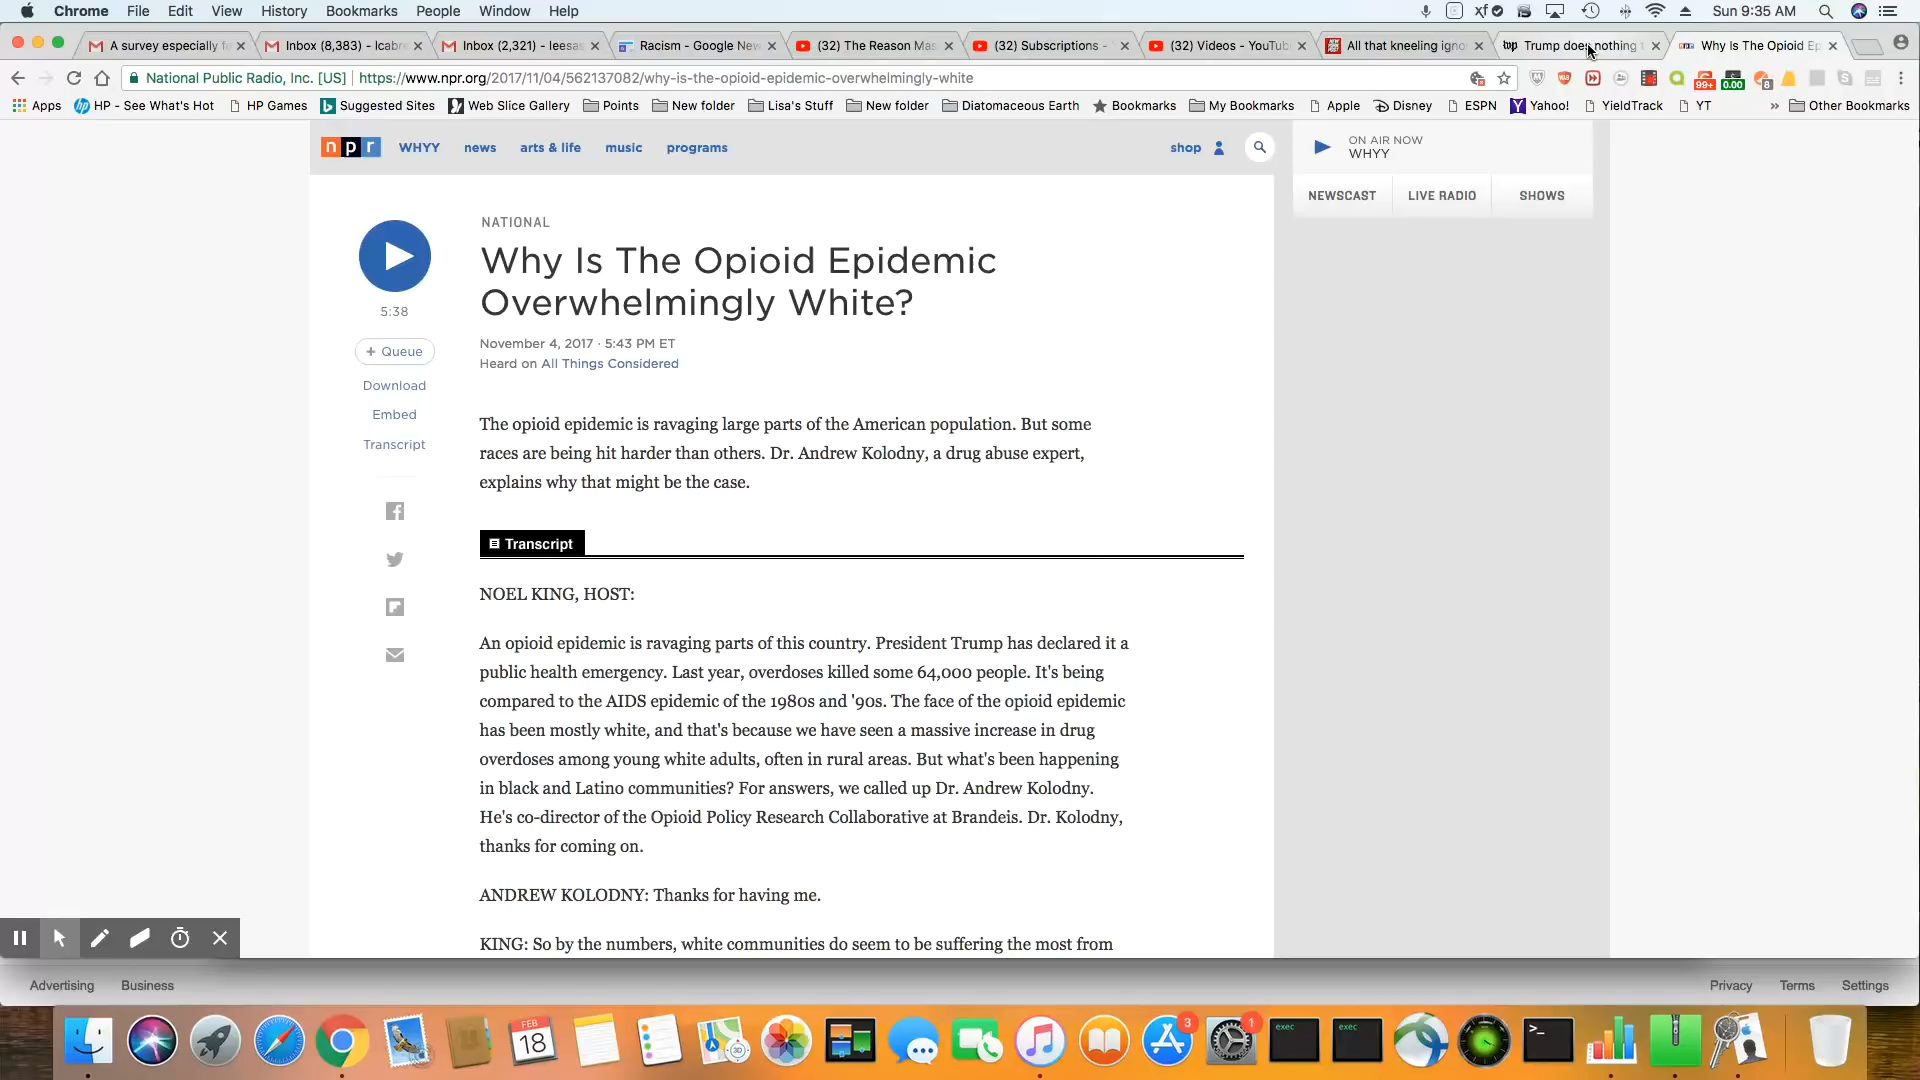 Chrome File Edit View History Bookmarks People Window Help Sun 9:35 AM
A survey especially f Inbox (8,383) - lcabre Inbox (2,321) - leesas Racism - Google New (32) The Reason Mas (32) Subscriptions - (32) Videos - YouTub All that kneeling igno Trump does nothing t Why Is The Opioid Ep
National Public Radio, Inc. [US] https://www.npr.org/2017/11/04/562137082/why-is-the-opioid-epidemic-overwhelmingly-white 99+ 0.00 8
Apps HP - See What's Hot HP Games Suggested Sites Web Slice Gallery Points New folder Lisa's Stuff New folder Diatomaceous Earth Bookmarks My Bookmarks Apple Disney ESPN Yahoo! YieldTrack YT » Other Bookmarks
npr WHYY news arts & life music programs shop
ON AIR NOW
WHYY
NEWSCAST LIVE RADIO SHOWS
NATIONAL
Why Is The Opioid Epidemic
Overwhelmingly White?
5:38
November 4, 2017 · 5:43 PM ET
Heard on All Things Considered
+ Queue
Download
Embed
Transcript
The opioid epidemic is ravaging large parts of the American population. But some
races are being hit harder than others. Dr. Andrew Kolodny, a drug abuse expert,
explains why that might be the case.
Transcript
NOEL KING, HOST:
An opioid epidemic is ravaging parts of this country. President Trump has declared it a
public health emergency. Last year, overdoses killed some 64,000 people. It's being
compared to the AIDS epidemic of the 1980s and '90s. The face of the opioid epidemic
has been mostly white, and that's because we have seen a massive increase in drug
overdoses among young white adults, often in rural areas. But what's been happening
in black and Latino communities? For answers, we called up Dr. Andrew Kolodny.
He's co-director of the Opioid Policy Research Collaborative at Brandeis. Dr. Kolodny,
thanks for coming on.
ANDREW KOLODNY: Thanks for having me.
KING: So by the numbers, white communities do seem to be suffering the most from
Advertising Business Privacy Terms Settings
FEB
18
3D
3
1
exec
exec